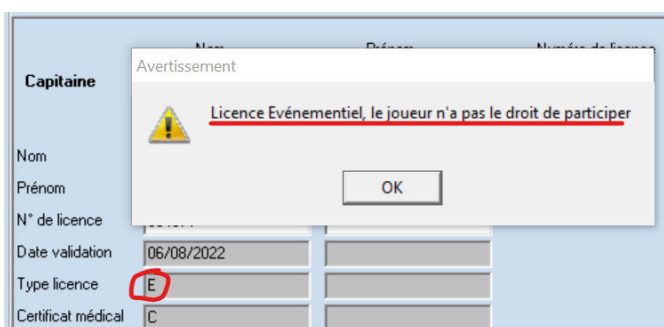 Avertissement
Capitaine
Licence Evénementiel, le joueur n'a pas le droit de participer
OK
Nom
Prénom
N° de licence
Date validation 06/08/2022
Type licence E
Certificat médical C